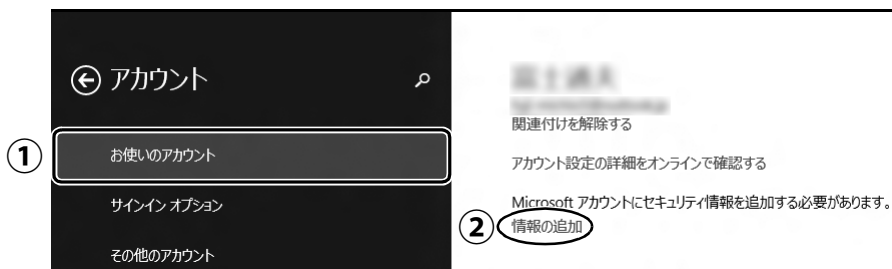 アカウント
①
お使いのアカウント
サインイン オプション
その他のアカウント
関連付けを解除する
アカウント設定の詳細をオンラインで確認する
Microsoft アカウントにセキュリティ情報を追加する必要があります。
②
情報の追加